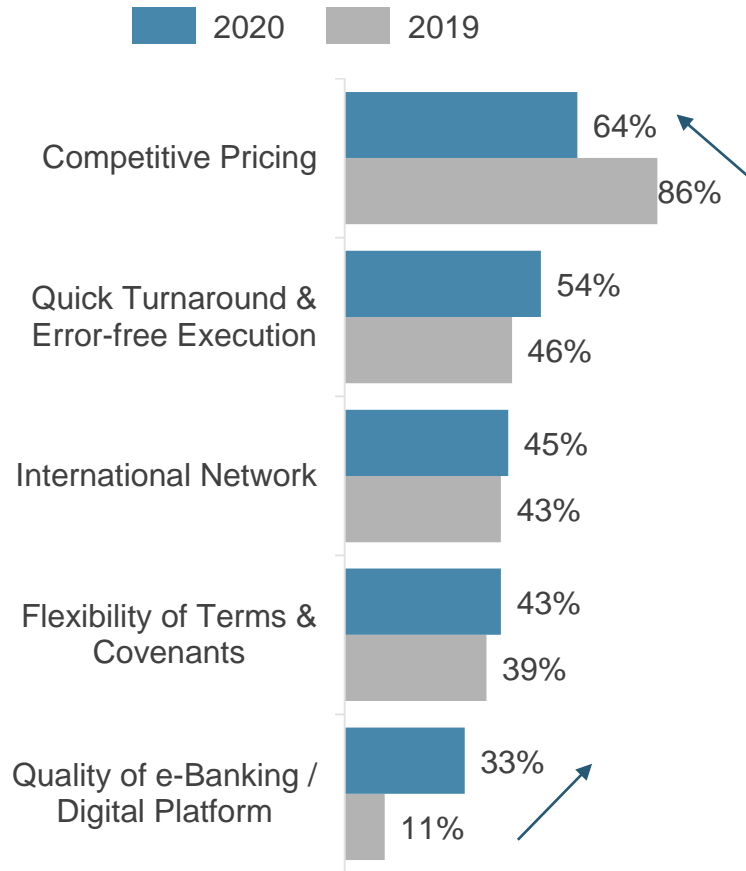 2020 2019
Competitive Pricing
64%
86%
Quick Turnaround &
Error-free Execution
54%
46%
International Network
45%
43%
Flexibility of Terms &
Covenants
43%
39%
Quality of e-Banking /
Digital Platform
33%
11%